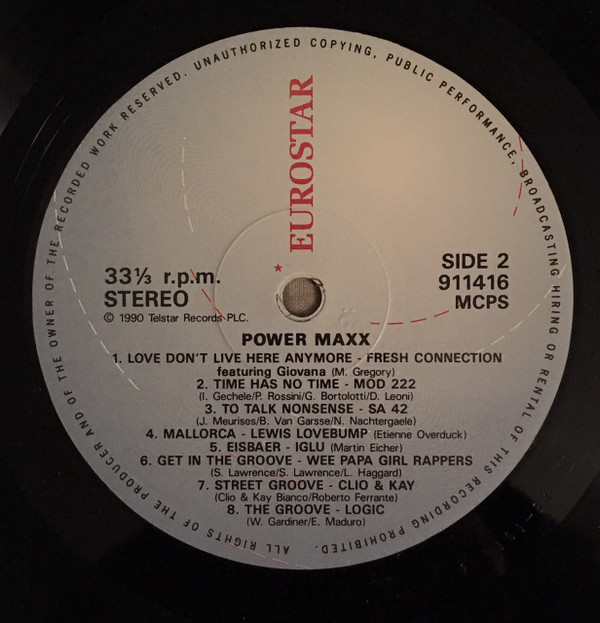 ALL RIGHTS OF THE PRODUCER AND OF THE OWNER OF THE RECORDED WORK RESERVED. UNAUTHORIZED COPYING, PUBLIC PERFORMANCE, BROADCASTING HIRING OR RENTAL OF THIS RECORDING PROHIBITED.
EUROSTAR
33⅓ r.p.m.
STEREO
© 1990 Telstar Records PLC.
SIDE 2
911416
MCPS
POWER MAXX
1. LOVE DON'T LIVE HERE ANYMORE - FRESH CONNECTION
featuring Giovana (M. Gregory)
2. TIME HAS NO TIME - MOD 222
(I. Gechele/P. Rossini/G. Bortolotti/D. Leoni)
3. TO TALK NONSENSE - SA 42
(J. Meurises/B. Van Garsse/N. Nachtergaele)
4. MALLORCA - LEWIS LOVEBUMP (Etienne Overduck)
5. EISBAER - IGLU (Martin Eicher)
6. GET IN THE GROOVE - WEE PAPA GIRL RAPPERS
(S. Lawrence/S. Lawrence/L. Haggard)
7. STREET GROOVE - CLIO & KAY
(Clio & Kay Bianco/Roberto Ferrante)
8. THE GROOVE - LOGIC
(W. Gardiner/E. Maduro)